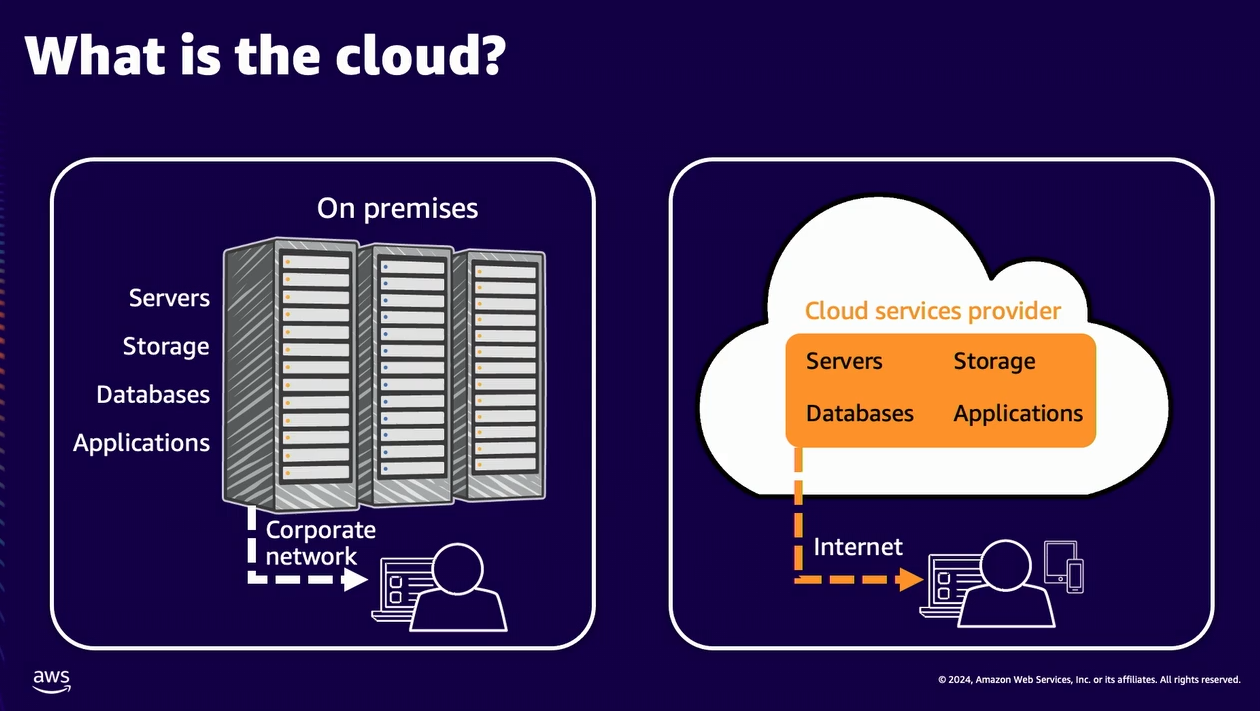 What is the cloud?
On premises
Servers
Storage
Databases
Applications
Corporate
network
Cloud services provider
Servers Storage
Databases Applications
Internet
aws
© 2024, Amazon Web Services, Inc. or its affiliates. All rights reserved.